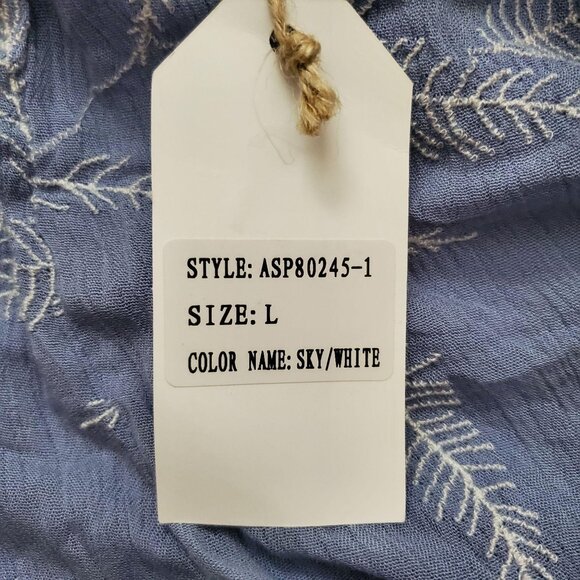 STYLE: ASP80245-1
SIZE: L
COLOR NAME: SKY/WHITE